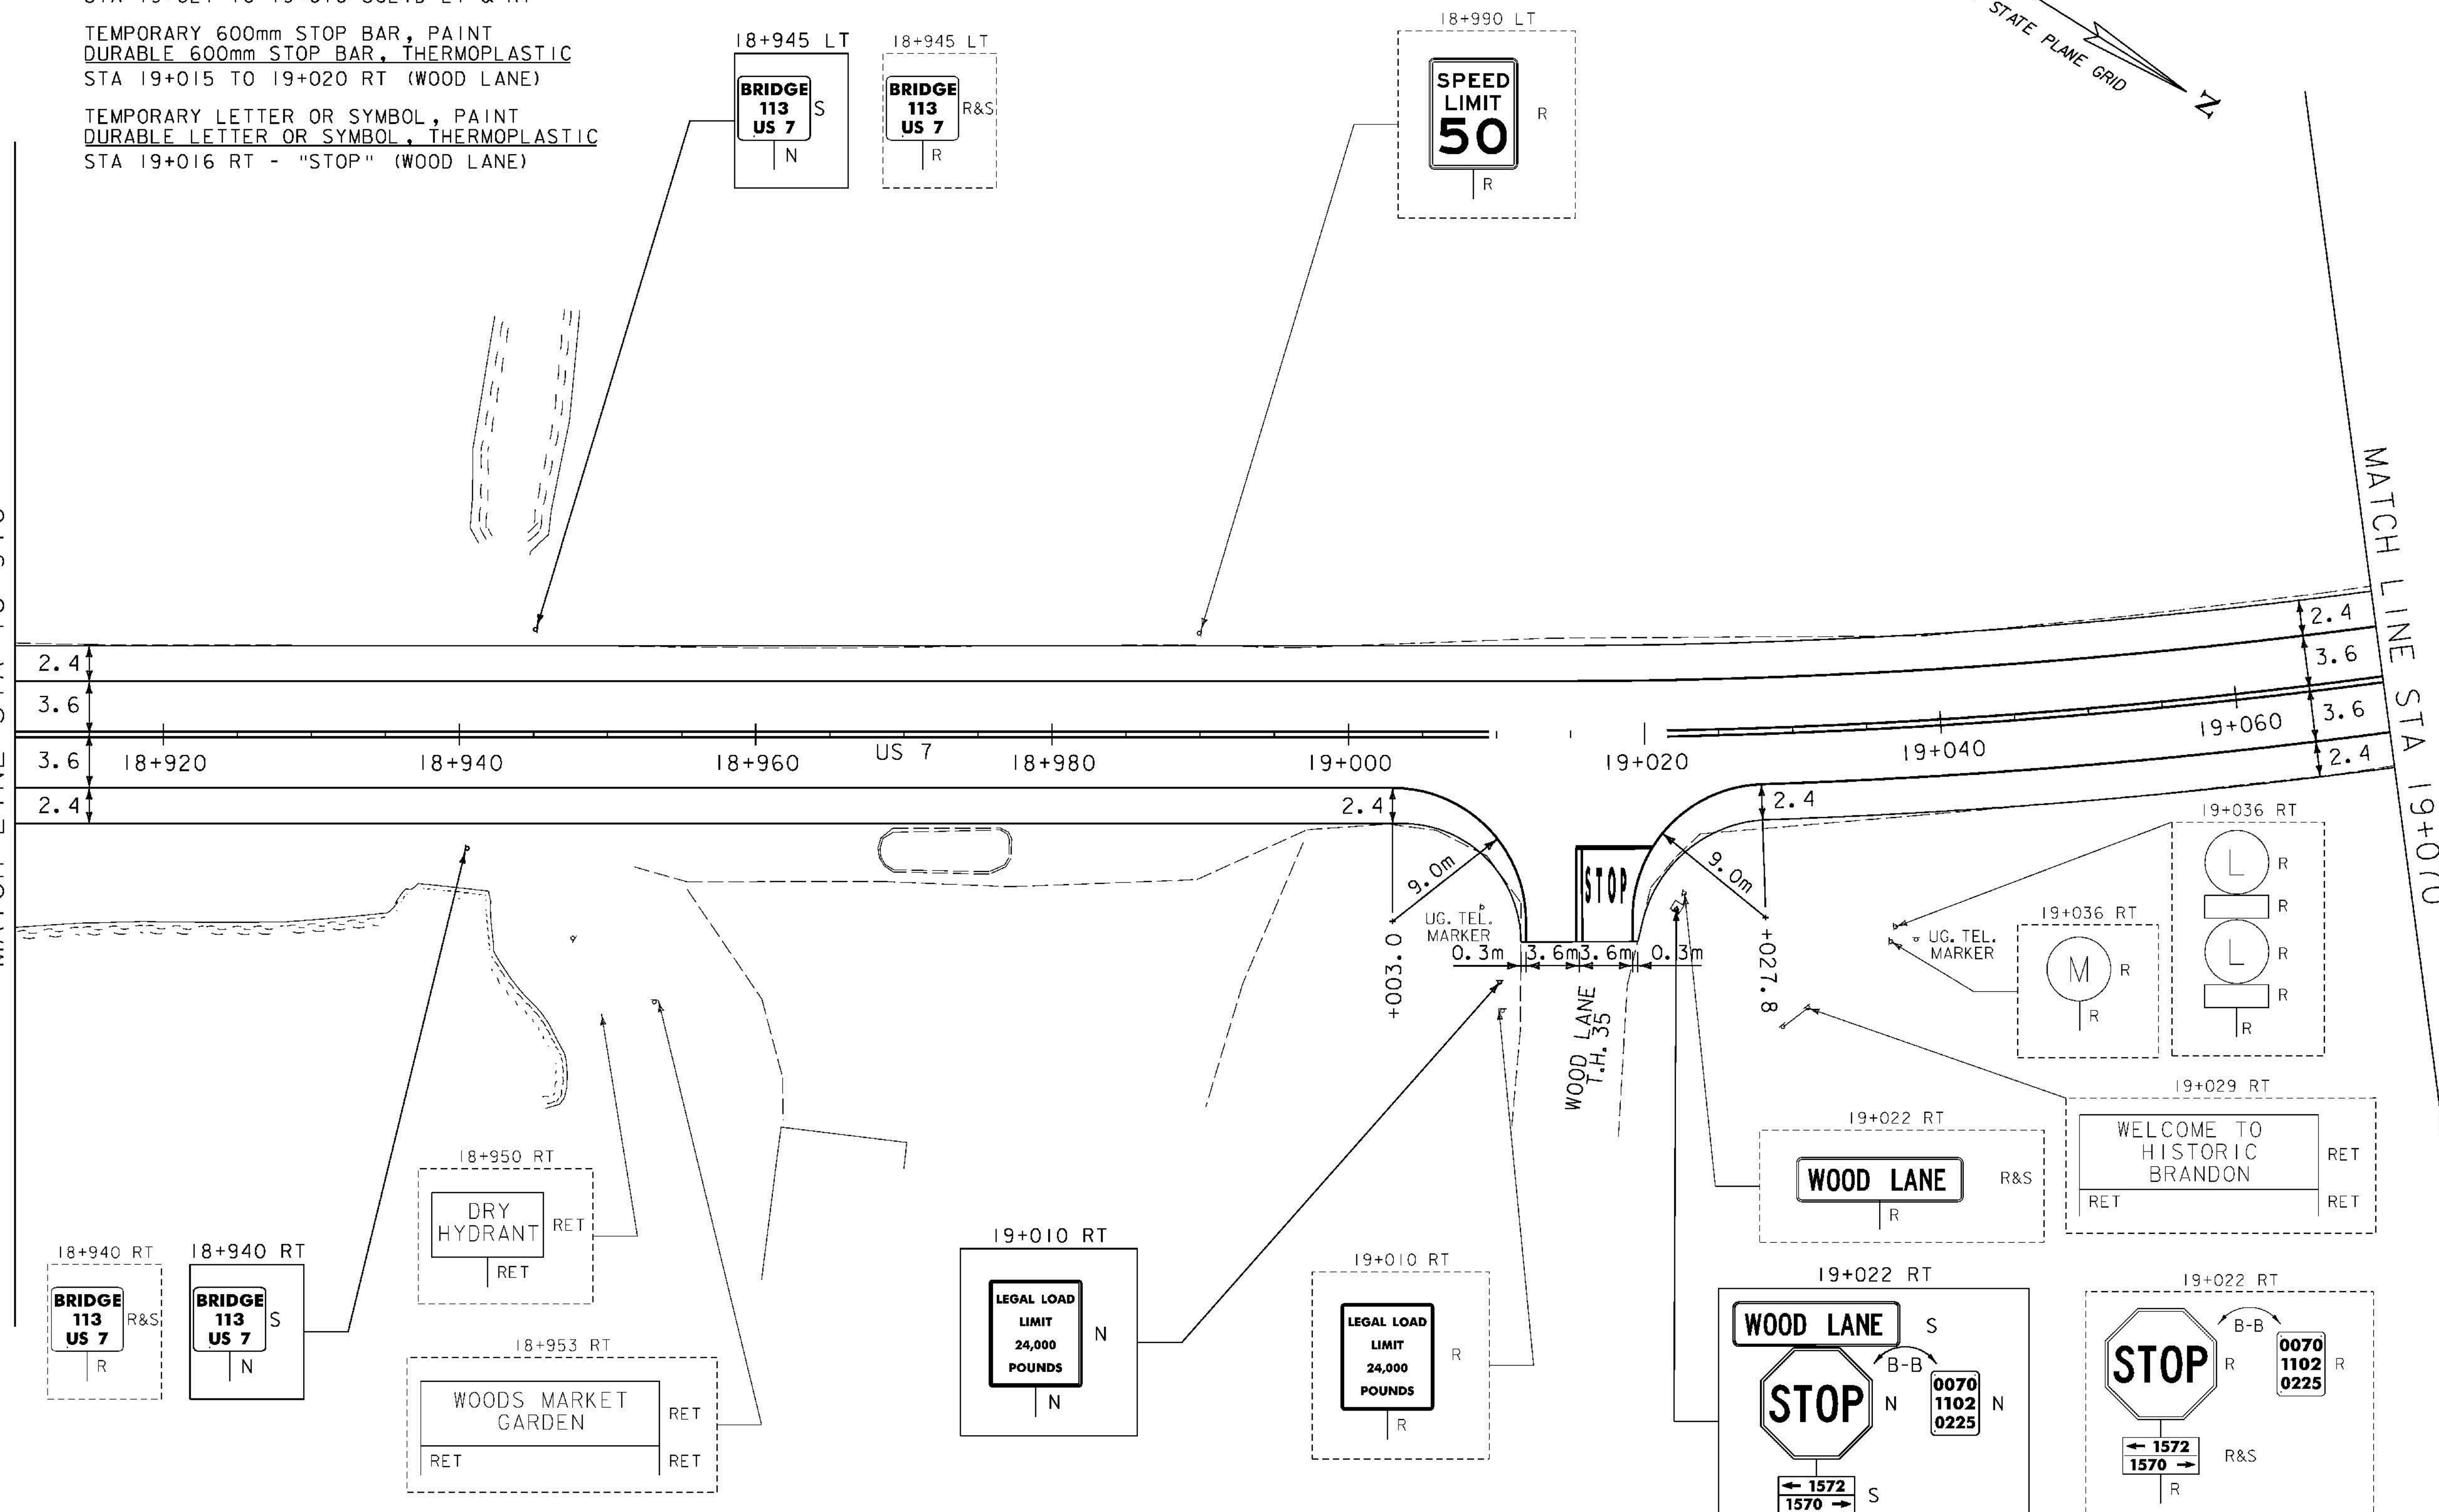 TEMPORARY 600mm STOP BAR, PAINT
DURABLE 600mm STOP BAR, THERMOPLASTIC
STA 19+015 TO 19+020 RT (WOOD LANE)
TEMPORARY LETTER OR SYMBOL, PAINT
DURABLE LETTER OR SYMBOL, THERMOPLASTIC
STA 19+016 RT - "STOP" (WOOD LANE)
18+945 LT
BRIDGE
113
US 7
S
N
18+945 LT
BRIDGE
113
US 7
R&S
R
18+990 LT
SPEED
LIMIT
50
R
R
STATE PLANE GRID
N
MATCH LINE STA 19+070
2.4
3.6
3.6
2.4
2.4
3.6
3.6
2.4
18+920
18+940
18+960
US 7
18+980
19+000
19+020
19+040
19+060
2.4
2.4
9.0m
9.0m
STOP
UG. TEL.
MARKER
0.3m
3.6m
3.6m
0.3m
+003.0
+027.8
WOOD LANE
T.H. 35
UG. TEL.
MARKER
19+036 RT
L
R
R
L
R
R
R
19+036 RT
M
R
R
19+029 RT
WELCOME TO
HISTORIC
BRANDON
RET
RET
RET
19+022 RT
WOOD LANE
R&S
R
18+950 RT
DRY
HYDRANT
RET
RET
18+940 RT
BRIDGE
113
US 7
R&S
R
18+940 RT
BRIDGE
113
US 7
S
N
18+953 RT
WOODS MARKET
GARDEN
RET
RET
RET
19+010 RT
LEGAL LOAD
LIMIT
24,000
POUNDS
N
N
19+010 RT
LEGAL LOAD
LIMIT
24,000
POUNDS
R
R
19+022 RT
WOOD LANE
S
B-B
STOP
N
0070
1102
0225
N
← 1572
1570 →
S
19+022 RT
B-B
STOP
R
0070
1102
0225
R
← 1572
1570 →
R&S
R